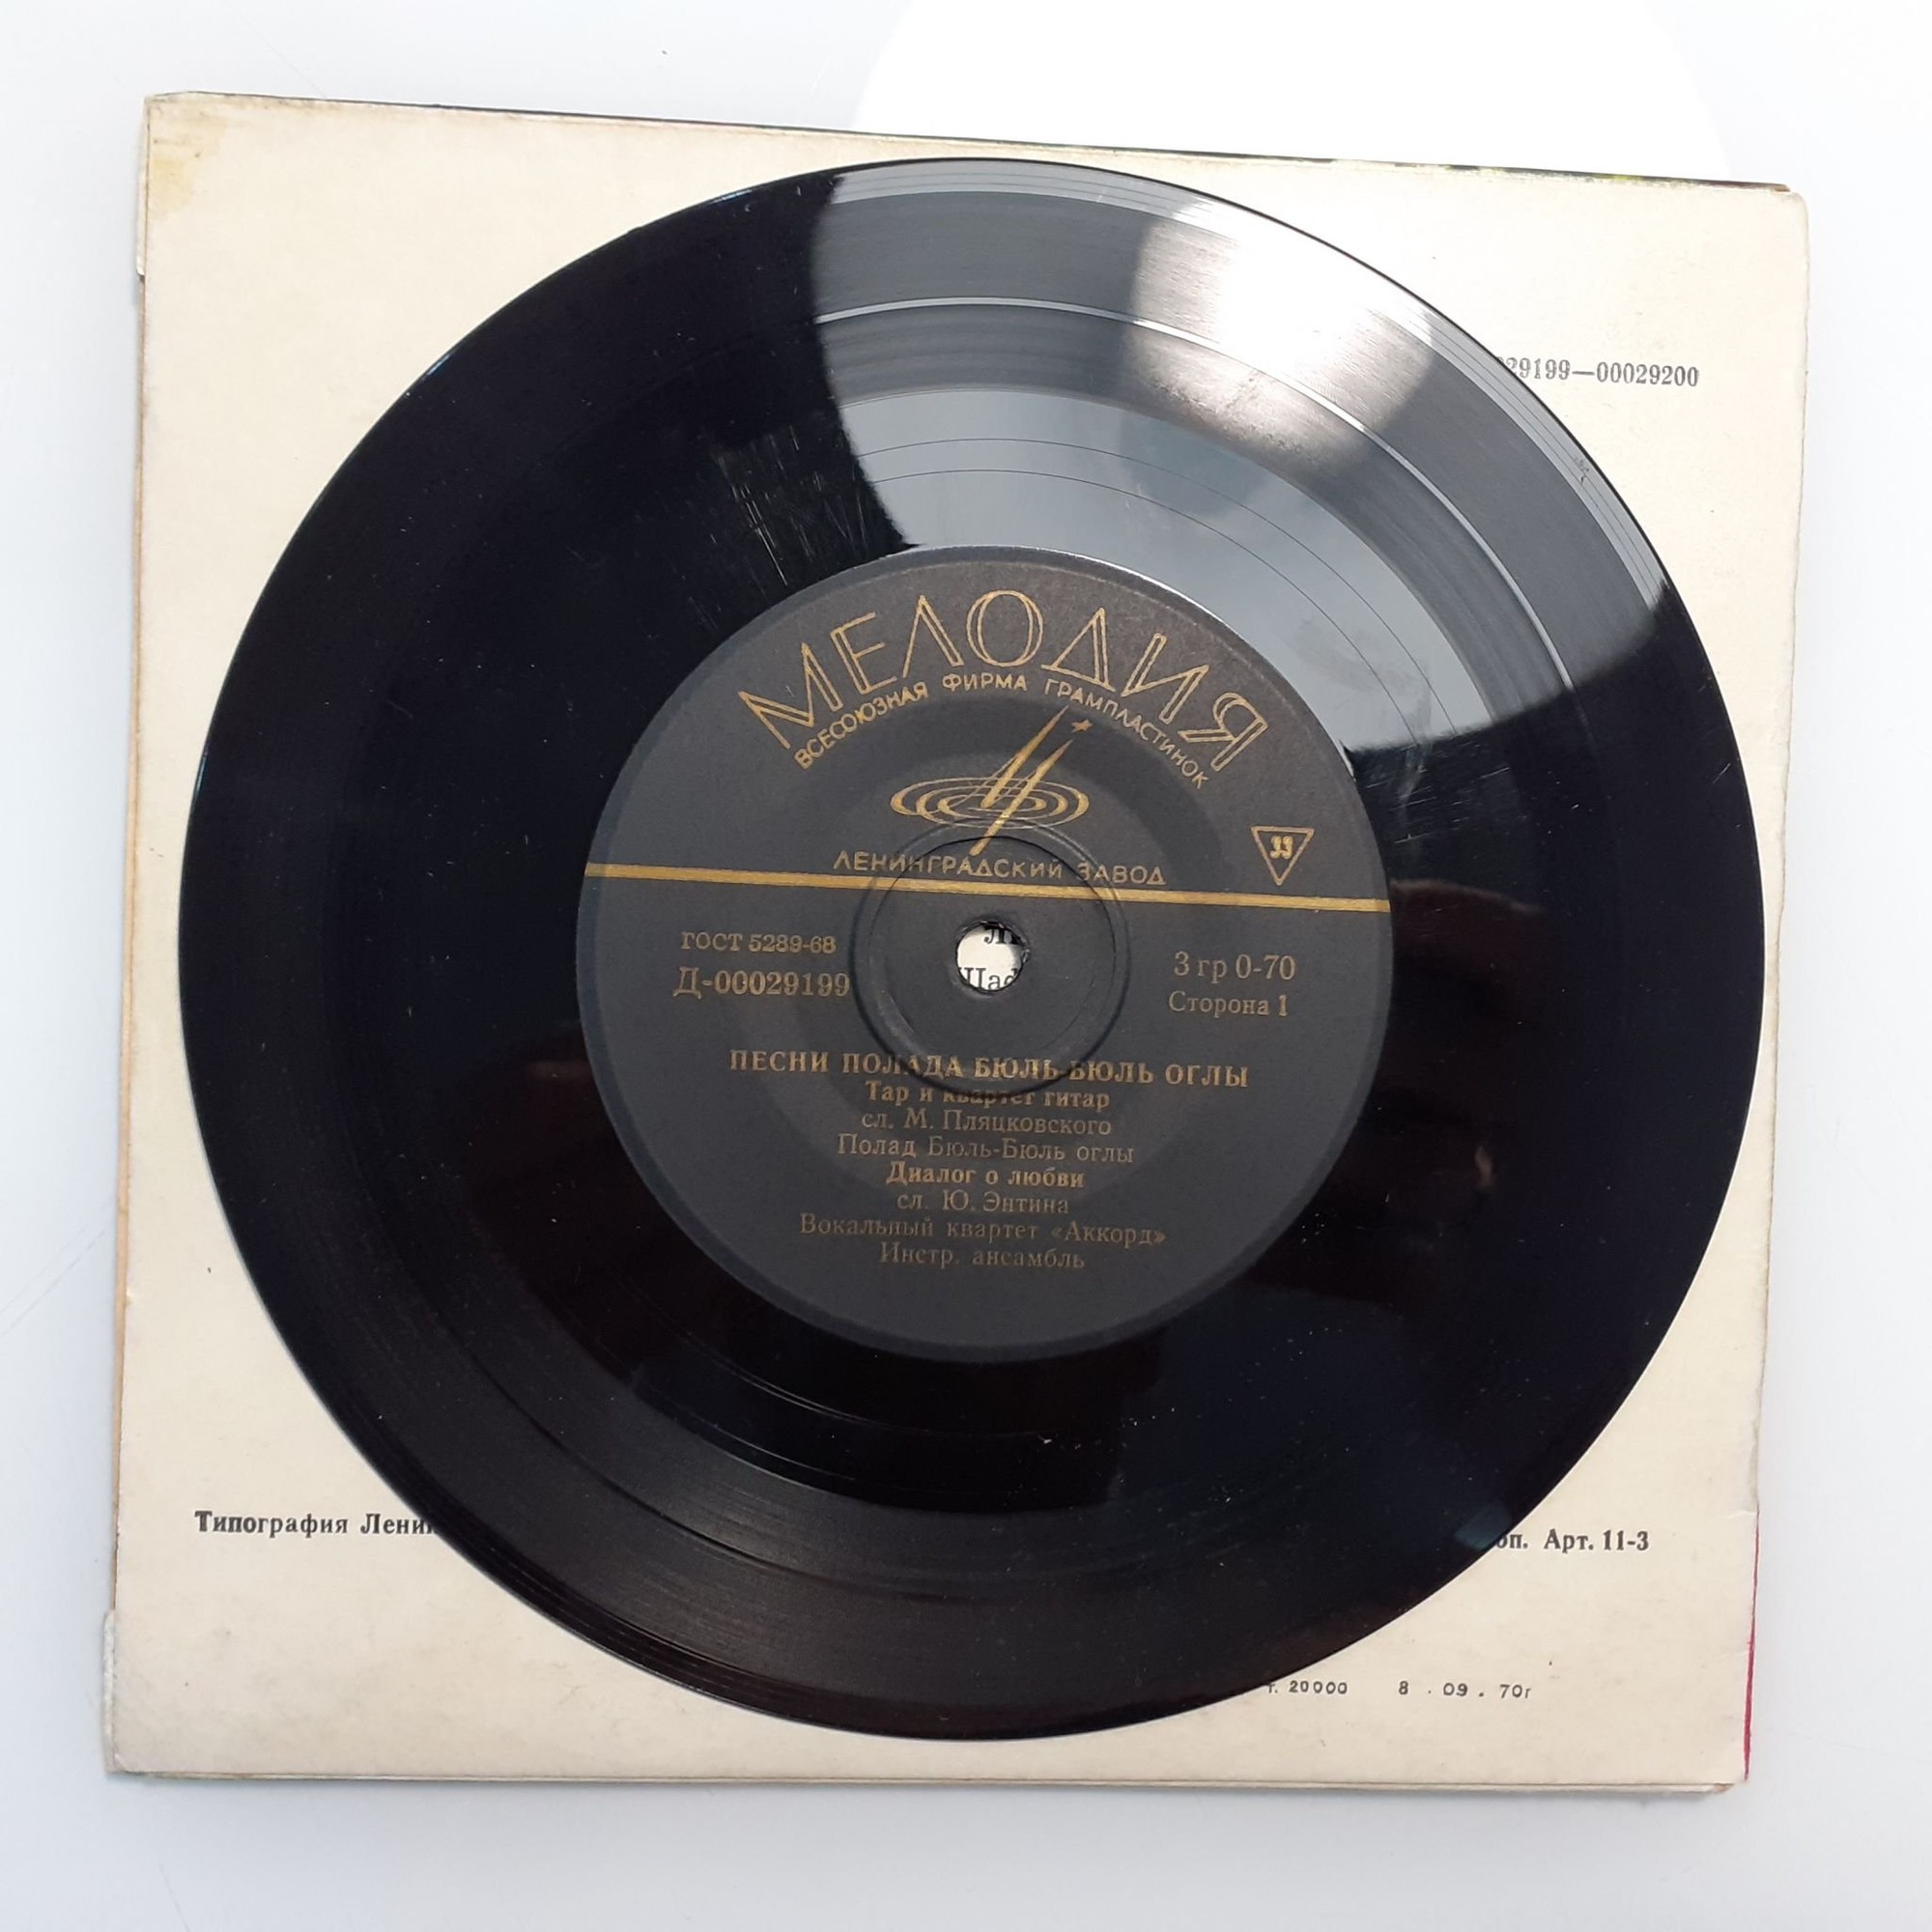 29199—00029200
МЕЛОДИЯ
ВСЕСОЮЗНАЯ ФИРМА ГРАМПЛАСТИНОК
33
ЛЕНИНГРАДСКИЙ ЗАВОД
ГОСТ 5289-68
Д-00029199
3 гр 0-70
Сторона 1
ПЕСНИ ПОЛАДА БЮЛЬ-БЮЛЬ ОГЛЫ
Тар и квартет гитар
сл. М. Пляцковского
Полад Бюль-Бюль оглы
Диалог о любви
сл. Ю. Энтина
Вокальный квартет «Аккорд»
Инстр. ансамбль
Типография
Арт. 11-3
т. 20000 8 . 09 . 70г